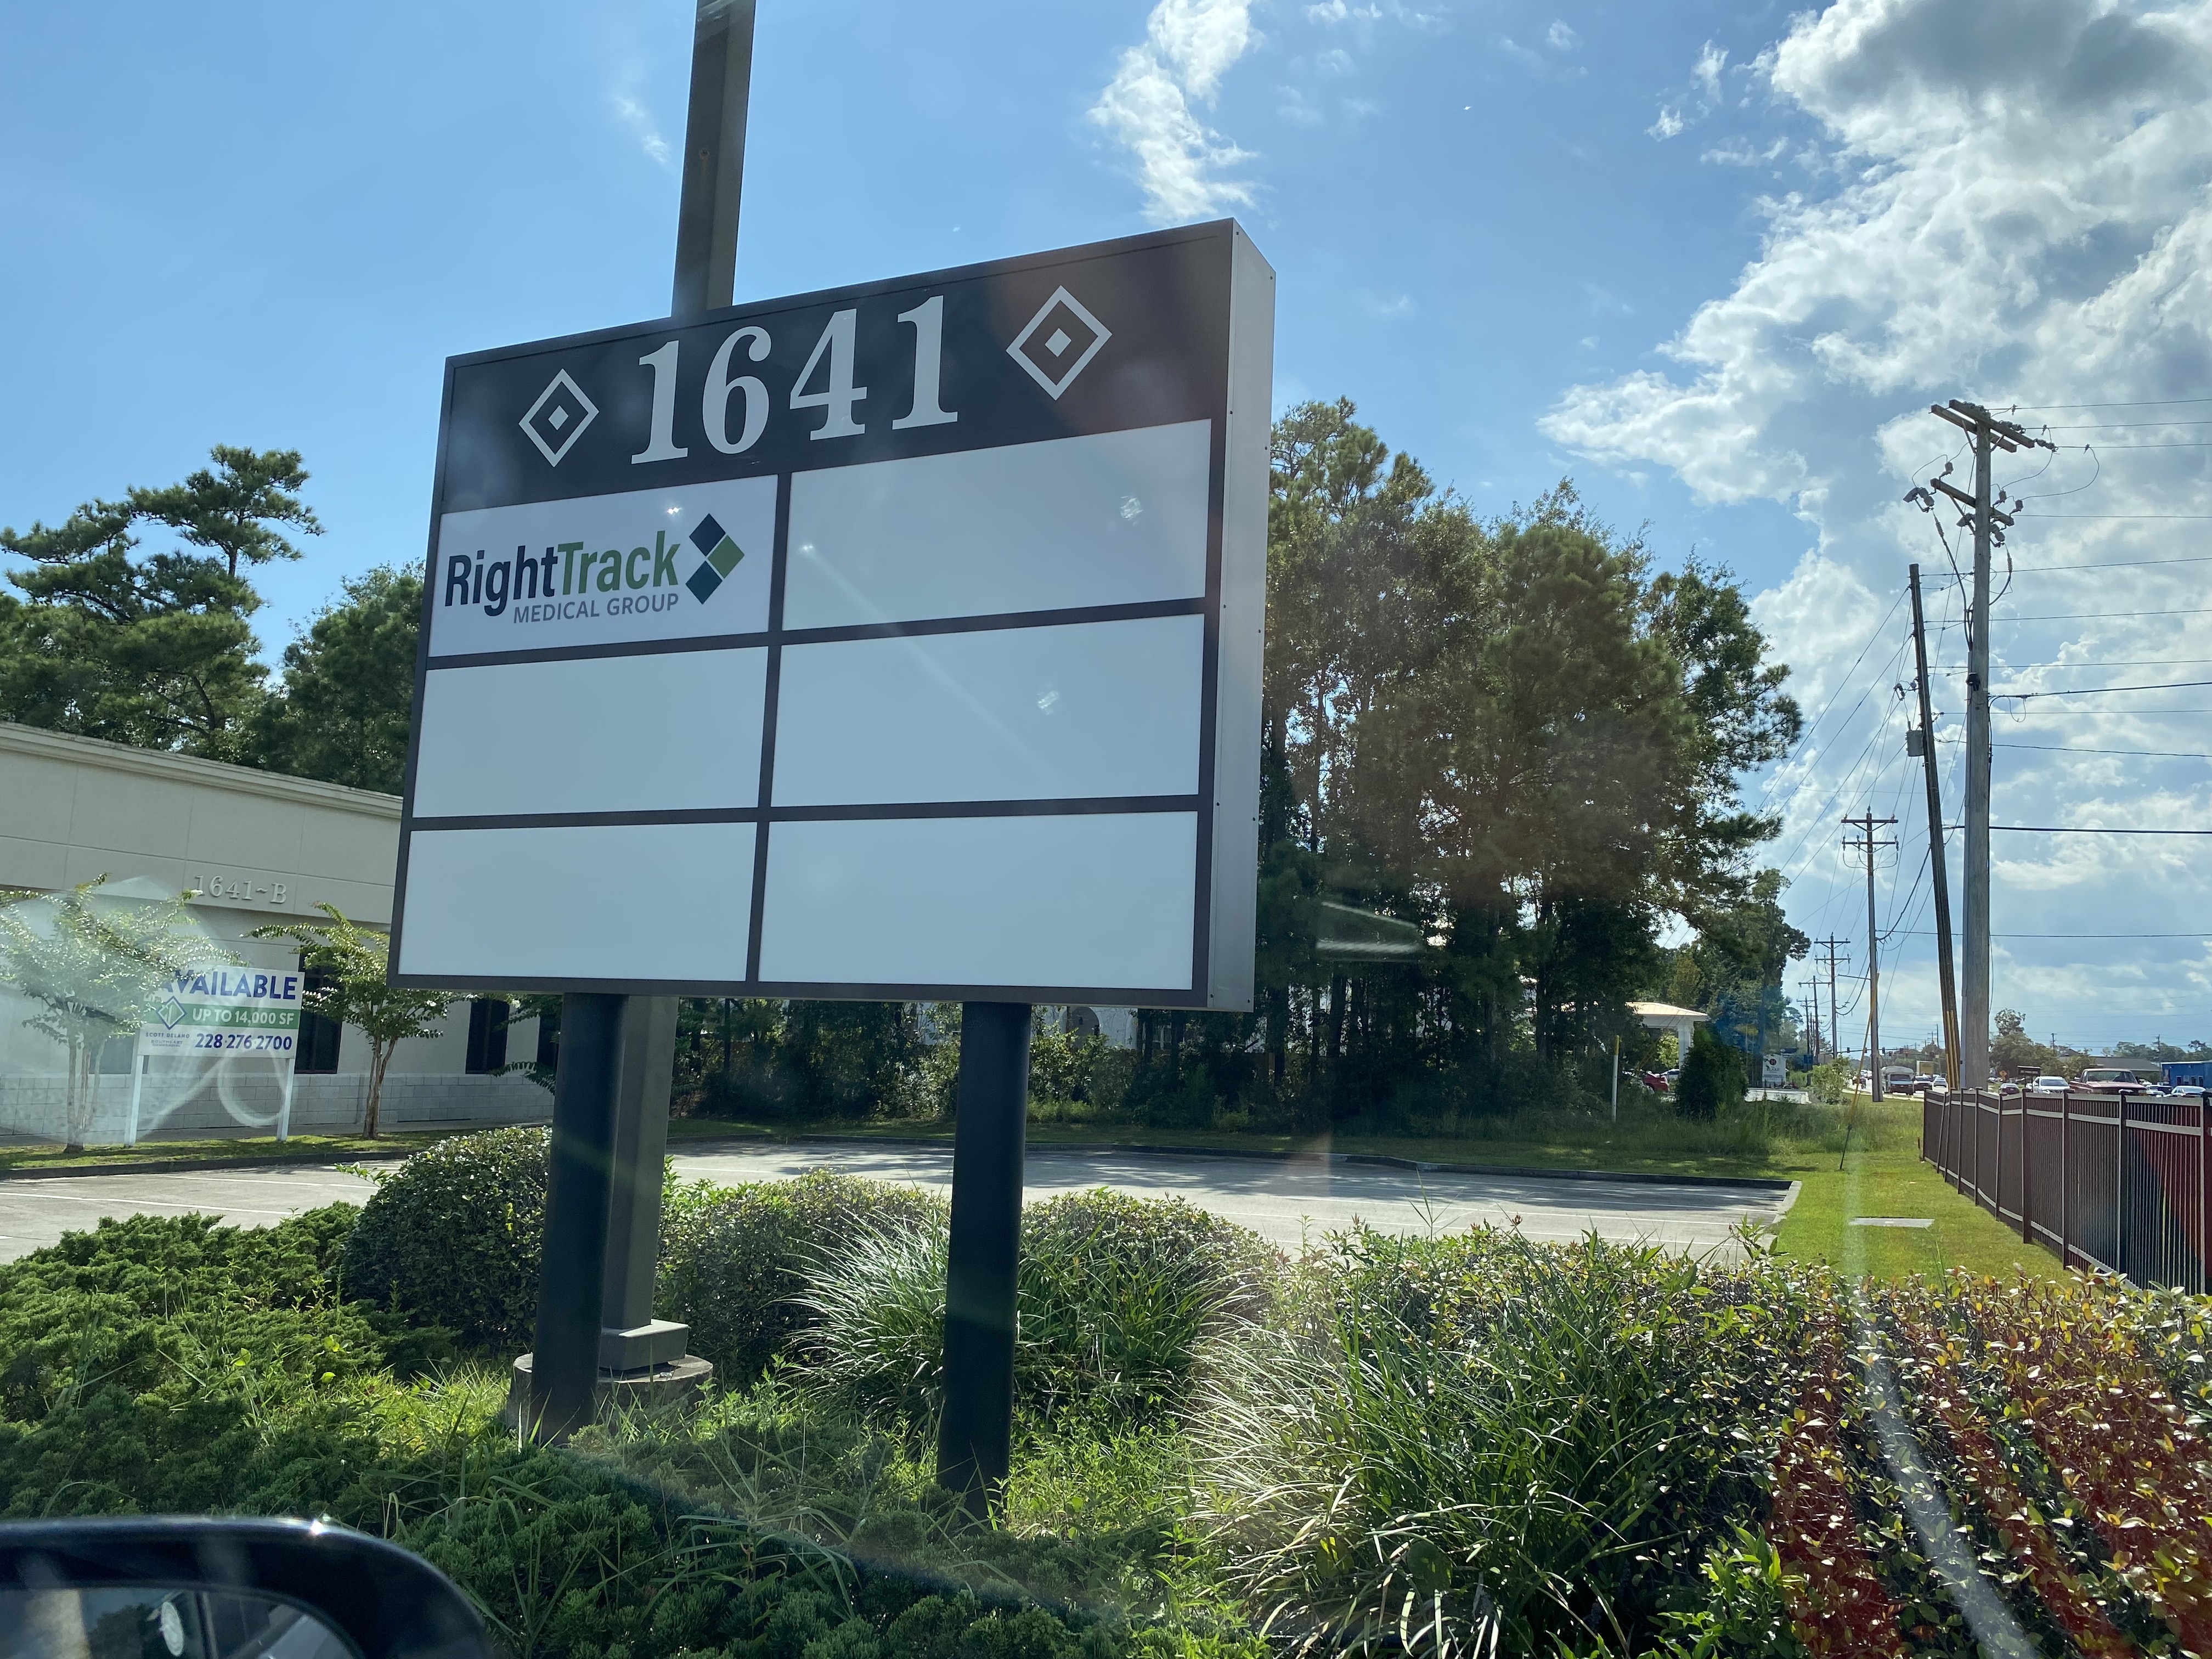 1641
RightTrack
MEDICAL GROUP
1641~B
AVAILABLE
UP TO 14,000 SF
228 276 2700